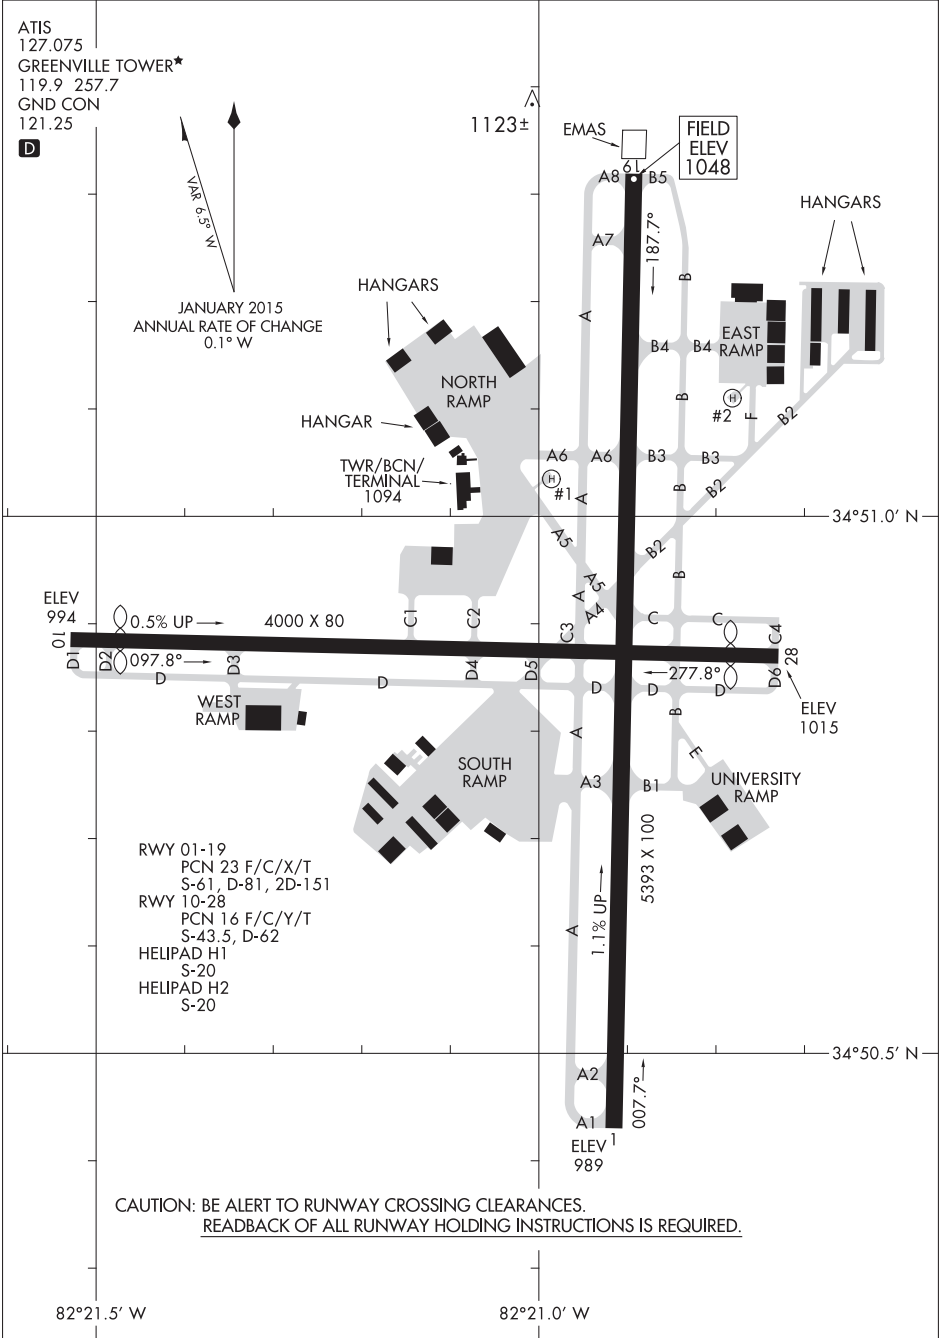 ATIS
127.075
GREENVILLE TOWER★
119.9 257.7
GND CON
121.25
D
VAR 6.5° W
JANUARY 2015
ANNUAL RATE OF CHANGE
0.1° W
1123±
EMAS
FIELD
ELEV
1048
19
A8
B5
A7
187.7°
HANGARS
HANGARS
B
A
EAST
RAMP
B4
B4
NORTH
RAMP
B
H
#2
F
B2
HANGAR
TWR/BCN/
TERMINAL
1094
A6
A6
B3
B3
H
#1
A
B
B2
34°51.0' N
A5
B2
A5
B
ELEV
994
10
0.5% UP
4000 X 80
C1
C2
C3
A
A4
C
C
C4
28
D1
D2
097.8°
D3
D4
D5
277.8°
D6
D
D
D
D
D
ELEV
1015
WEST
RAMP
B
A
SOUTH
RAMP
E
A3
B1
UNIVERSITY
RAMP
5393 X 100
RWY 01-19
PCN 23 F/C/X/T
S-61, D-81, 2D-151
RWY 10-28
PCN 16 F/C/Y/T
S-43.5, D-62
HELIPAD H1
S-20
HELIPAD H2
S-20
A
1.1% UP
34°50.5' N
A2
007.7°
A1
1
ELEV
989
CAUTION: BE ALERT TO RUNWAY CROSSING CLEARANCES.
READBACK OF ALL RUNWAY HOLDING INSTRUCTIONS IS REQUIRED.
82°21.5' W
82°21.0' W